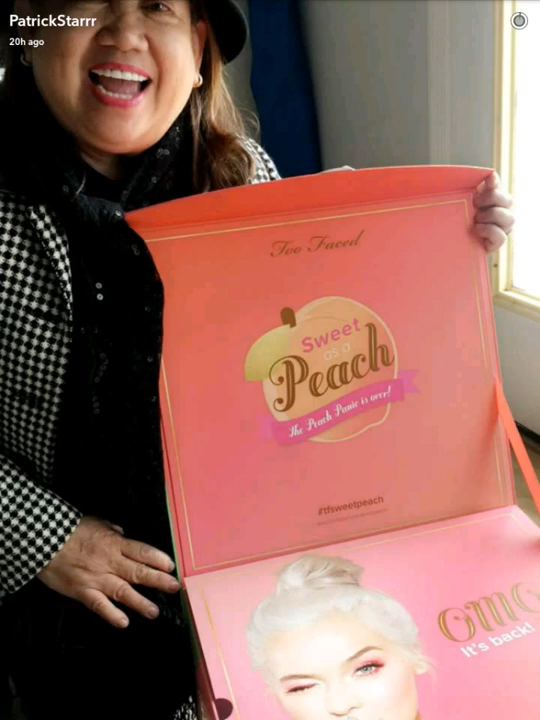 PatrickStarrr
20h ago
Too Faced
Sweet
as a
Peach
The Peach Panic is over!
#tfsweetpeach
OMG
It's back!